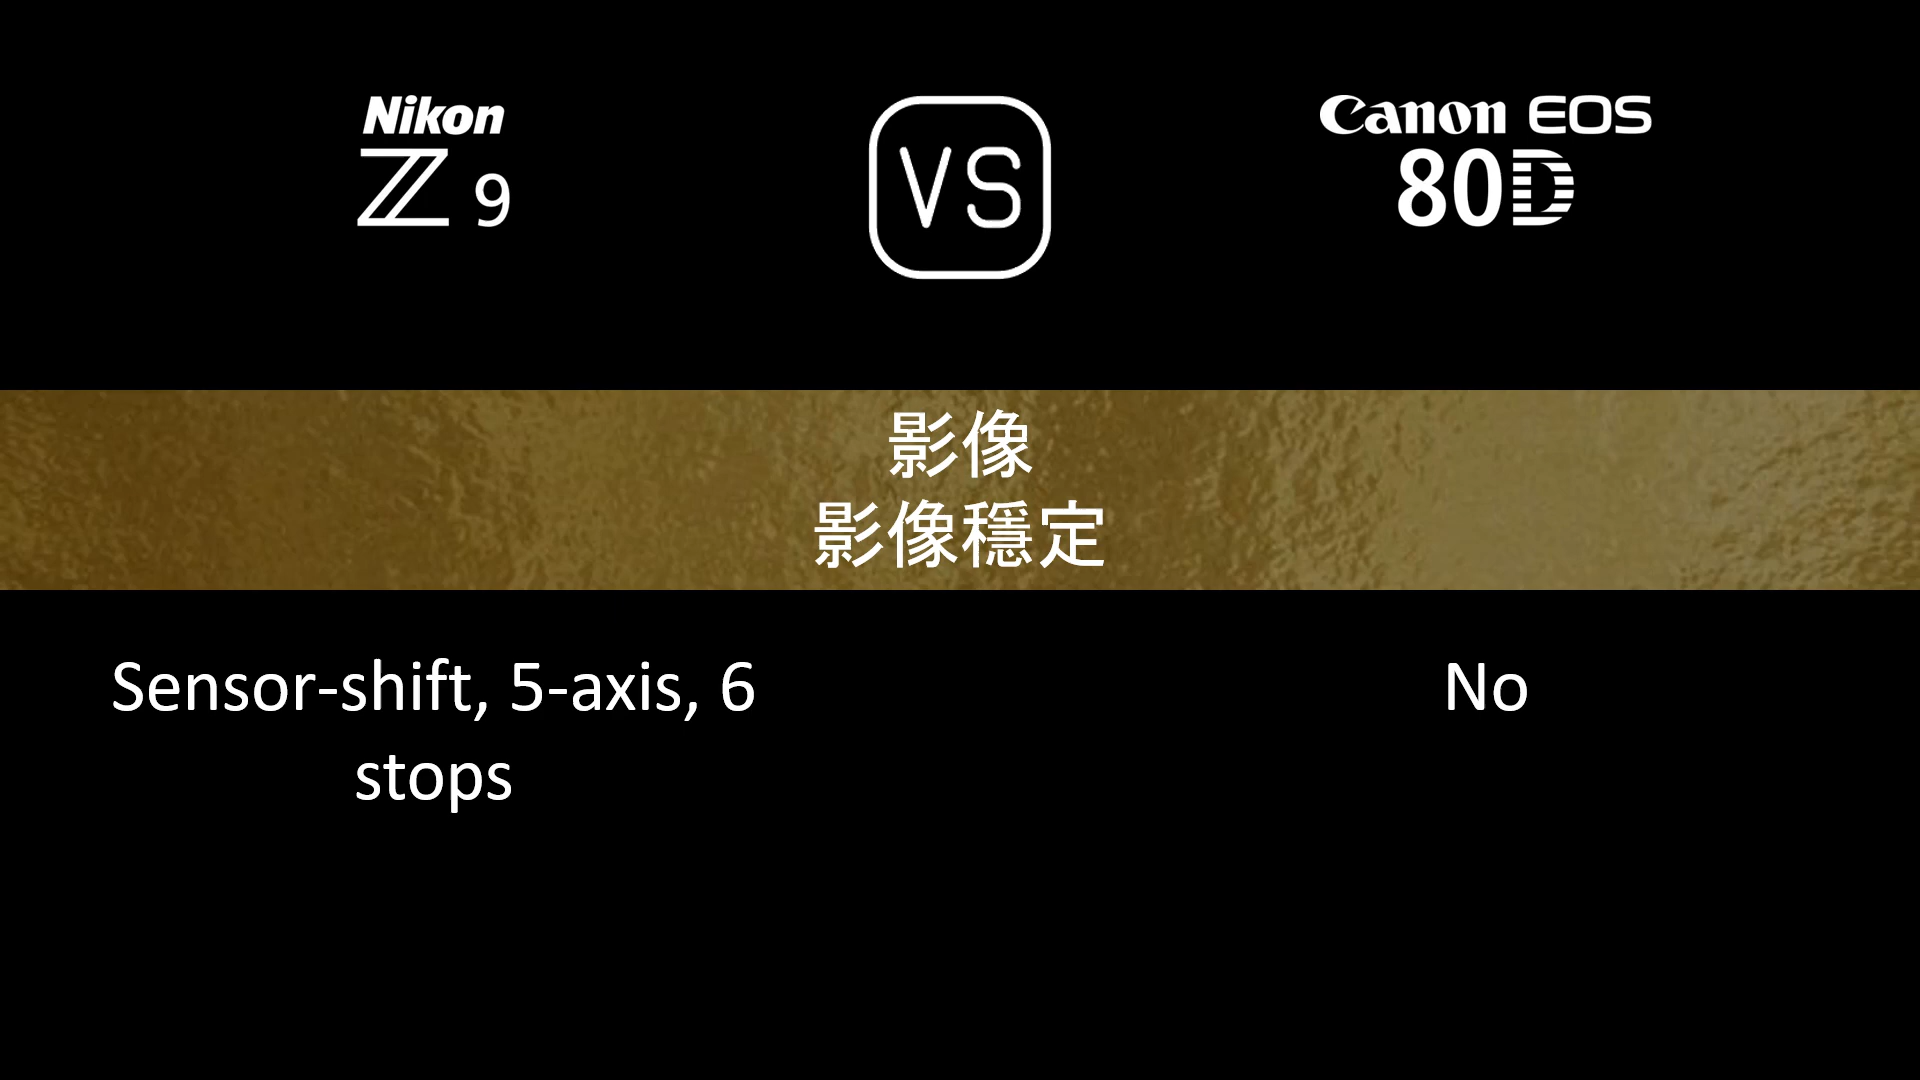 Nikon
Z 9
VS
Canon EOS
80D
影像
影像穩定
Sensor-shift, 5-axis, 6
stops
No